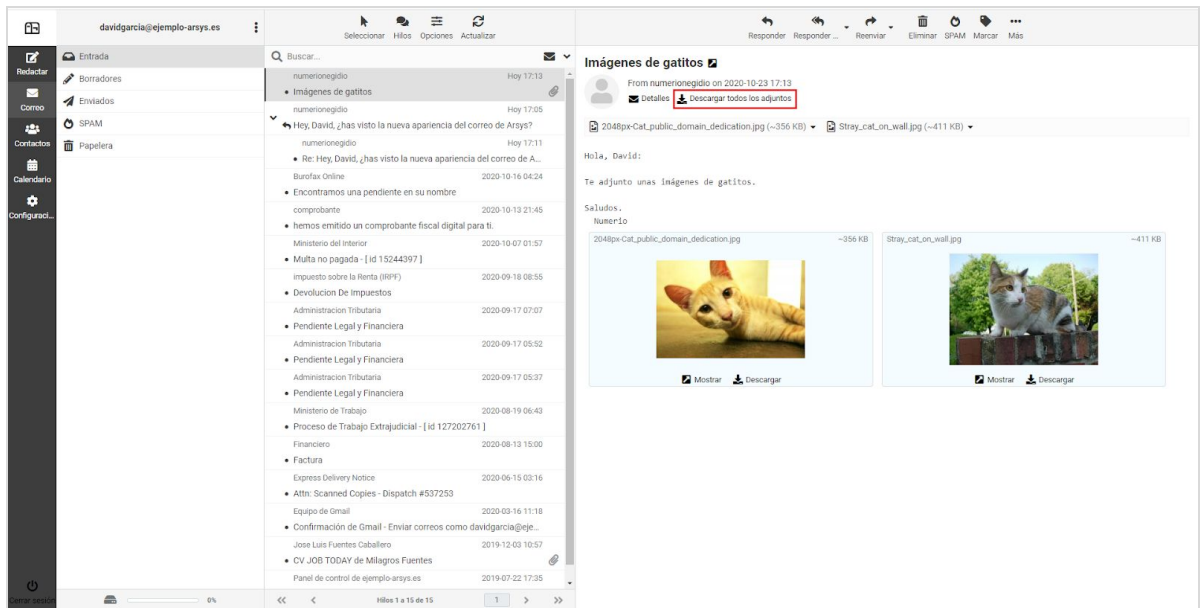 davidgarcia@ejemplo-arsys.es
Redactar
Correo
Contactos
Calendario
Configuraci...
Cerrar sesión
Entrada
Borradores
Enviados
SPAM
Papelera
0%
Seleccionar Hilos Opciones Actualizar
Buscar...
numerionegidio Hoy 17:13
Imágenes de gatitos
numerionegidio Hoy 17:05
Hey, David, ¿has visto la nueva apariencia del correo de Arsys?
numerionegidio Hoy 17:11
Re: Hey, David, ¿has visto la nueva apariencia del correo de A...
Burofax Online 2020-10-16 04:24
Encontramos una pendiente en su nombre
comprobante 2020-10-13 21:45
hemos emitido un comprobante fiscal digital para ti.
Ministerio del Interior 2020-10-07 01:57
Multa no pagada - [ id 15244397 ]
impuesto sobre la Renta (IRPF) 2020-09-18 08:55
Devolucion De Impuestos
Administracion Tributaria 2020-09-17 07:07
Pendiente Legal y Financiera
Administracion Tributaria 2020-09-17 05:52
Pendiente Legal y Financiera
Administracion Tributaria 2020-09-17 05:37
Pendiente Legal y Financiera
Ministerio de Trabajo 2020-08-19 06:43
Proceso de Trabajo Extrajudicial - [ id 127202761 ]
Financiero 2020-08-13 15:00
Factura
Express Delivery Notice 2020-06-15 03:16
Attn: Scanned Copies - Dispatch #537253
Equipo de Gmail 2020-03-16 11:18
Confirmación de Gmail - Enviar correos como davidgarcia@eje...
Jose Luis Fuentes Caballero 2019-12-03 10:57
CV JOB TODAY de Milagros Fuentes
Panel de control de ejemplo-arsys.es 2019-07-22 17:35
Hilos 1 a 15 de 15 1
Responder Responder ... Reenviar Eliminar SPAM Marcar Más
Imágenes de gatitos
From numerionegidio on 2020-10-23 17:13
Detalles Descargar todos los adjuntos
2048px-Cat_public_domain_dedication.jpg (~356 KB) Stray_cat_on_wall.jpg (~411 KB)
Hola, David:
Te adjunto unas imágenes de gatitos.
Saludos.
Numerio
2048px-Cat_public_domain_dedication.jpg ~356 KB Stray_cat_on_wall.jpg ~411 KB
Mostrar Descargar Mostrar Descargar